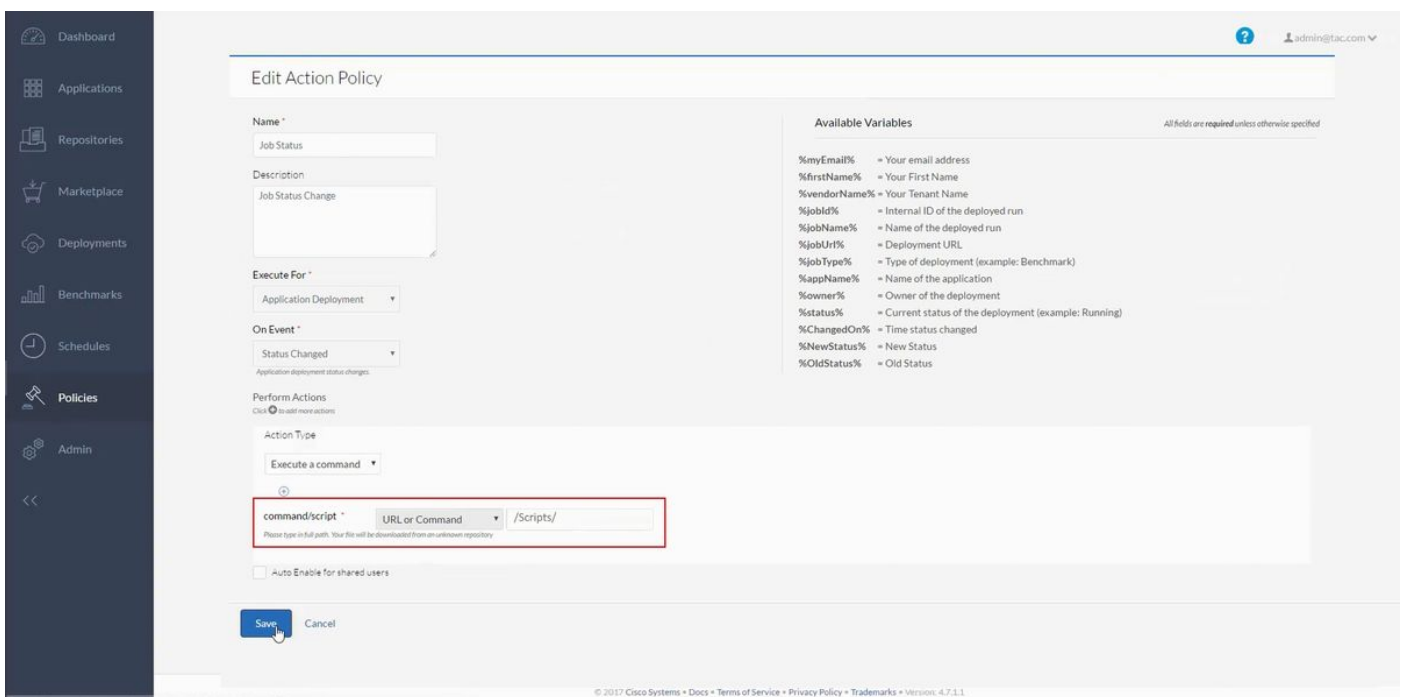 Dashboard
Applications
Repositories
Marketplace
Deployments
Benchmarks
Schedules
Policies
Admin
<<
?
admin@tac.com
Edit Action Policy
Name *
Job Status
Description
Job Status Change
Execute For *
Application Deployment
On Event *
Status Changed
Application deployment status changes
Perform Actions
Click to add more actions
Action Type
Execute a command
command/script *
URL or Command
/Scripts/
Please type in full path. Your file will be downloaded from an unknown repository
Auto Enable for shared users
Save
Cancel
Available Variables
All fields are required unless otherwise specified
%myEmail% = Your email address
%firstName% = Your First Name
%vendorName% = Your Tenant Name
%jobId% = Internal ID of the deployed run
%jobName% = Name of the deployed run
%jobUrl% = Deployment URL
%jobType% = Type of deployment (example: Benchmark)
%appName% = Name of the application
%owner% = Owner of the deployment
%status% = Current status of the deployment (example: Running)
%ChangedOn% = Time status changed
%NewStatus% = New Status
%OldStatus% = Old Status
© 2017 Cisco Systems • Docs • Terms of Service • Privacy Policy • Trademarks • Version: 4.7.1.1